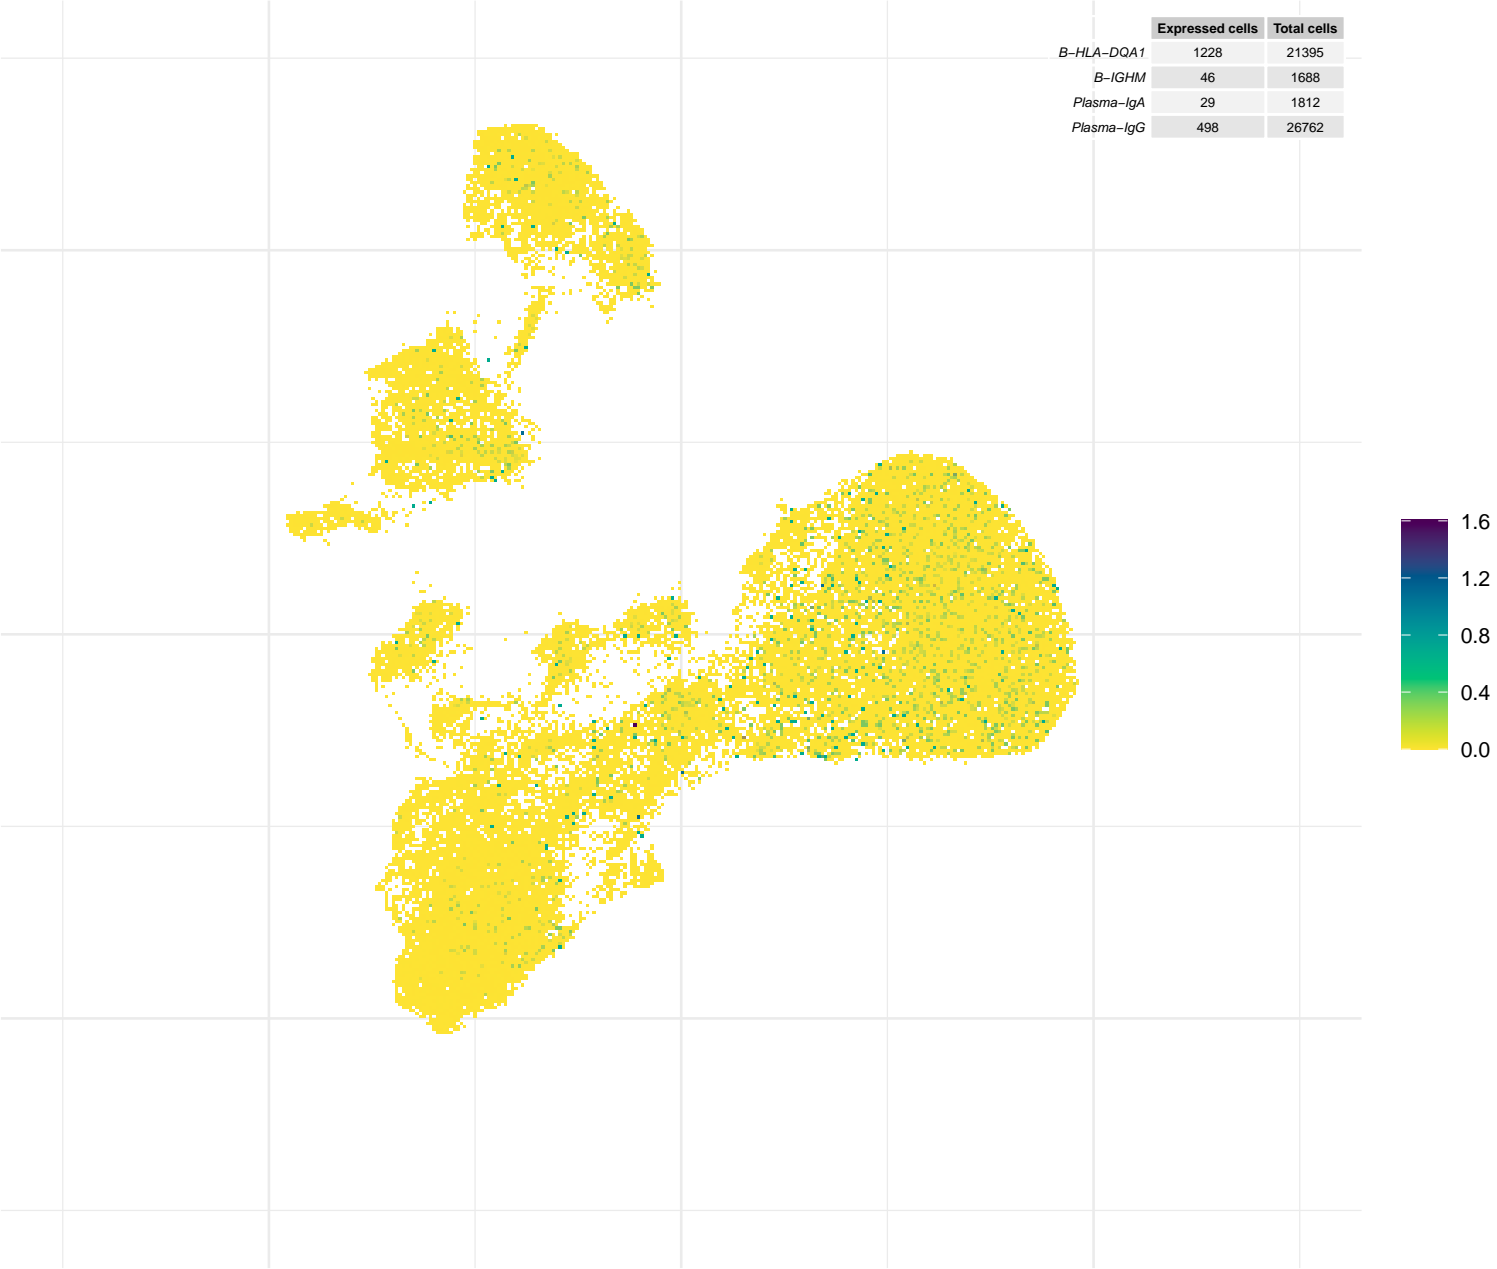 Expressed cells Total cells
B−HLA−DQA1 1228 21395
B−IGHM 46 1688
Plasma−IgA 29 1812
Plasma−IgG 498 26762
1.6
1.2
0.8
0.4
0.0